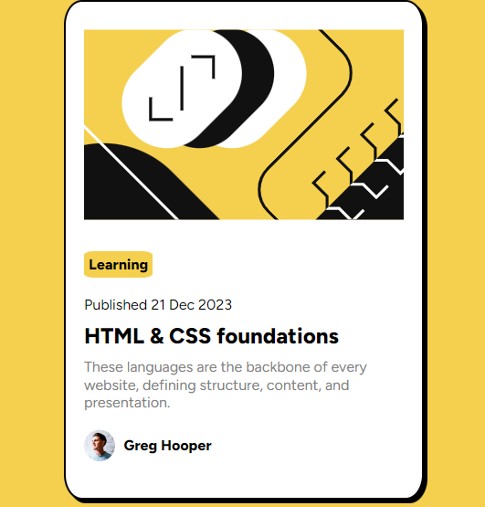 Learning
Published 21 Dec 2023
HTML & CSS foundations
These languages are the backbone of every
website, defining structure, content, and
presentation.
Greg Hooper